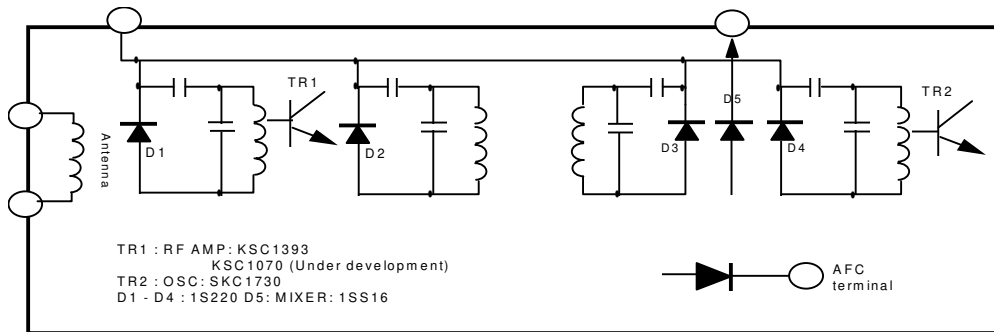 TR1
D1
Antenna
D2
D3
D5
D4
TR2
TR1 : RF AMP: KSC1393
KSC1070 (Under development)
TR2 : OSC: SKC1730
D1 - D4 : 1S220 D5: MIXER: 1SS16
AFC
terminal